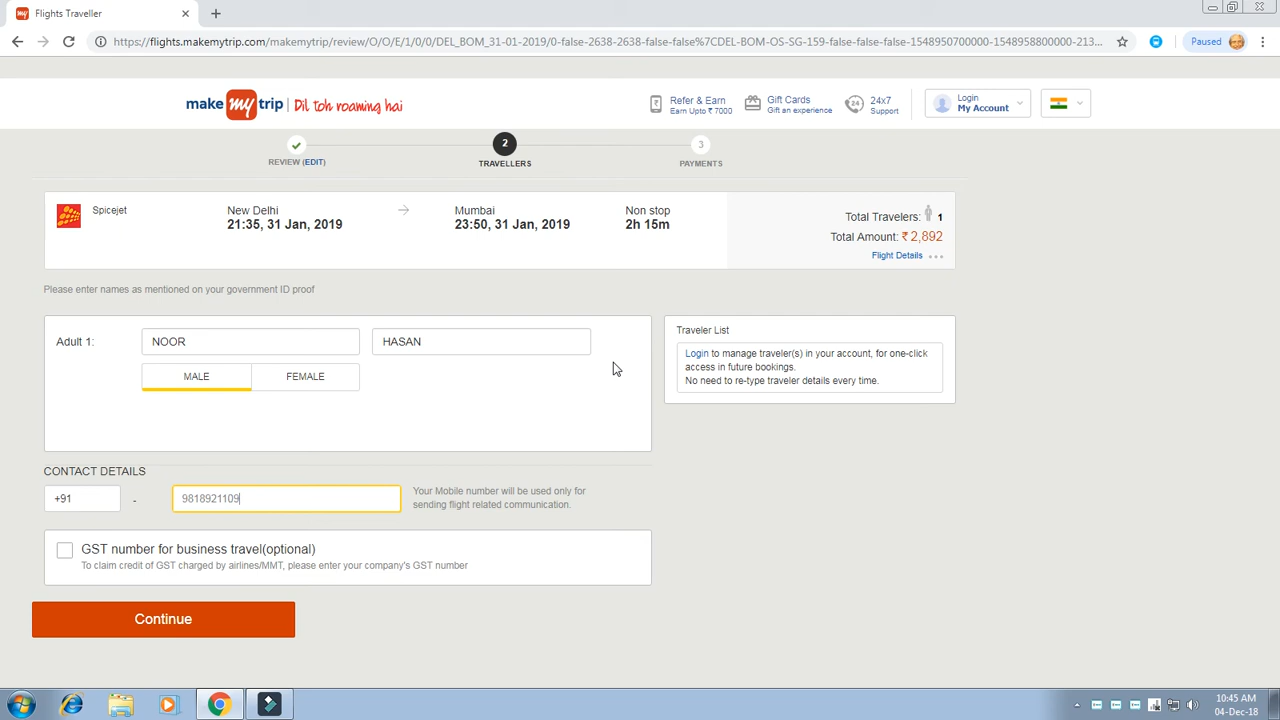 Flights Traveller
https://flights.makemytrip.com/makemytrip/review/O/O/E/1/0/0/DEL_BOM_31-01-2019/0-false-2638-2638-false-false%7CDEL-BOM-OS-SG-159-false-false-false-1548950700000-1548958800000-213...
Paused
make my trip | Dil toh roaming hai
Refer & Earn
Earn Upto ₹ 7000
Gift Cards
Gift an experience
24x7
Support
Login
My Account
REVIEW (EDIT)
2
TRAVELLERS
3
PAYMENTS
Spicejet
New Delhi
21:35, 31 Jan, 2019
Mumbai
23:50, 31 Jan, 2019
Non stop
2h 15m
Total Travelers: 1
Total Amount: ₹ 2,892
Flight Details
Please enter names as mentioned on your government ID proof
Adult 1:
NOOR
HASAN
MALE
FEMALE
Traveler List
Login to manage traveler(s) in your account, for one-click
access in future bookings.
No need to re-type traveler details every time.
CONTACT DETAILS
+91 - 9818921109
Your Mobile number will be used only for
sending flight related communication.
GST number for business travel(optional)
To claim credit of GST charged by airlines/MMT, please enter your company's GST number
Continue
10:45 AM
04-Dec-18